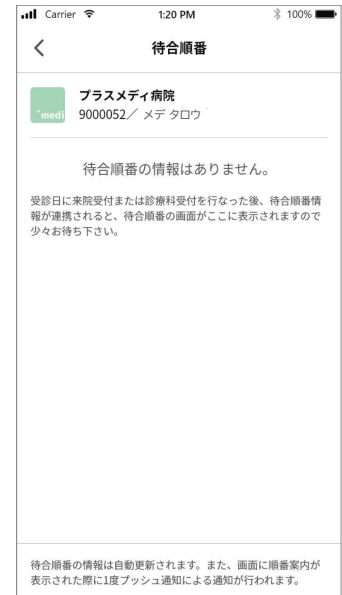 Carrier 1:20 PM 100%
待合順番
プラスメディ病院
+medi 9000052／ メデ タロウ
待合順番の情報はありません。
受診日に来院受付または診療科受付を行なった後、待合順番情
報が連携されると、待合順番の画面がここに表示されますので
少々お待ち下さい。
待合順番の情報は自動更新されます。また、画面に順番案内が
表示された際に1度プッシュ通知による通知が行われます。